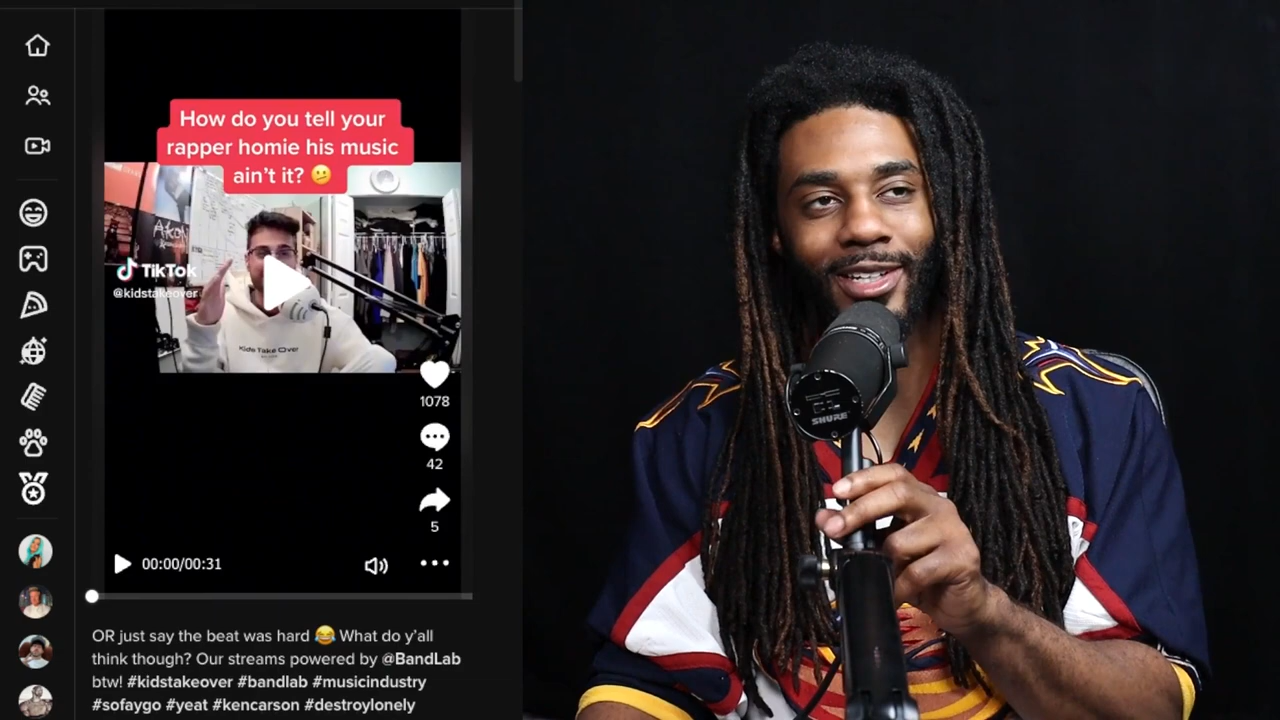 How do you tell your
rapper homie his music
ain't it? 🫤
AKON
TikTok
@kidstakeover
Kids Take Over
1078
42
5
00:00/00:31
OR just say the beat was hard 😂 What do y'all
think though? Our streams powered by @BandLab
btw! #kidstakeover #bandlab #musicindustry
#sofaygo #yeat #kencarson #destroylonely
SHURE